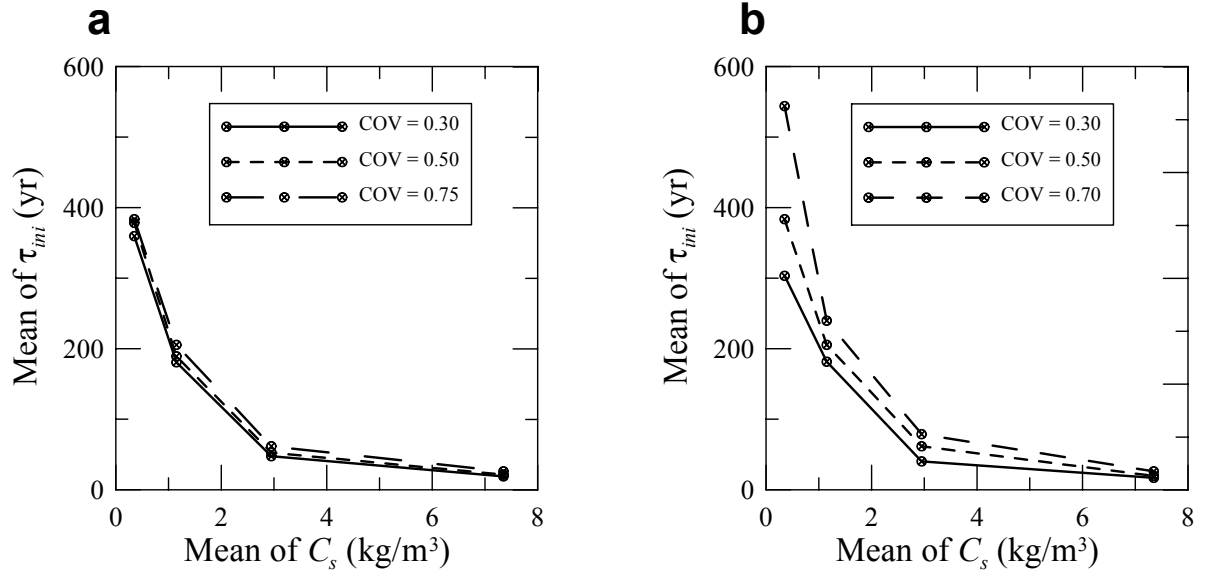 a
600
400
200
0
Mean of τini (yr)
COV = 0.30
COV = 0.50
COV = 0.75
0 2 4 6 8
Mean of Cs (kg/m³)
b
600
400
200
0
Mean of τini (yr)
COV = 0.30
COV = 0.50
COV = 0.70
0 2 4 6 8
Mean of Cs (kg/m³)